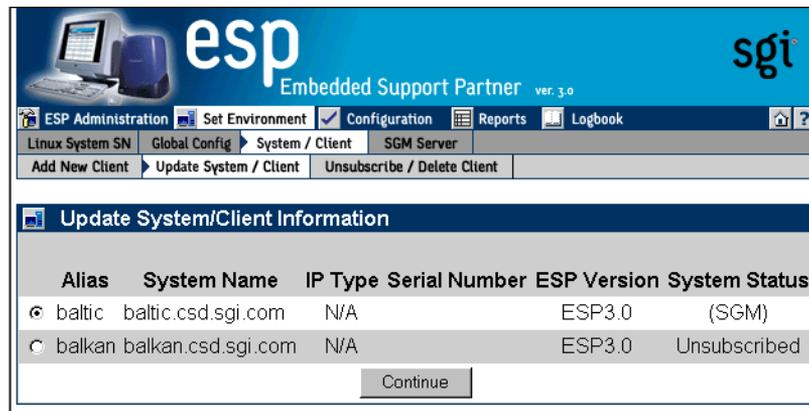 esp
sgi
Embedded Support Partner ver. 3.0
ESP Administration Set Environment Configuration Reports Logbook ?
Linux System SN Global Config System / Client SGM Server
Add New Client Update System / Client Unsubscribe / Delete Client
Update System/Client Information
Alias System Name IP Type Serial Number ESP Version System Status
baltic baltic.csd.sgi.com N/A ESP3.0 (SGM)
balkan balkan.csd.sgi.com N/A ESP3.0 Unsubscribed
Continue